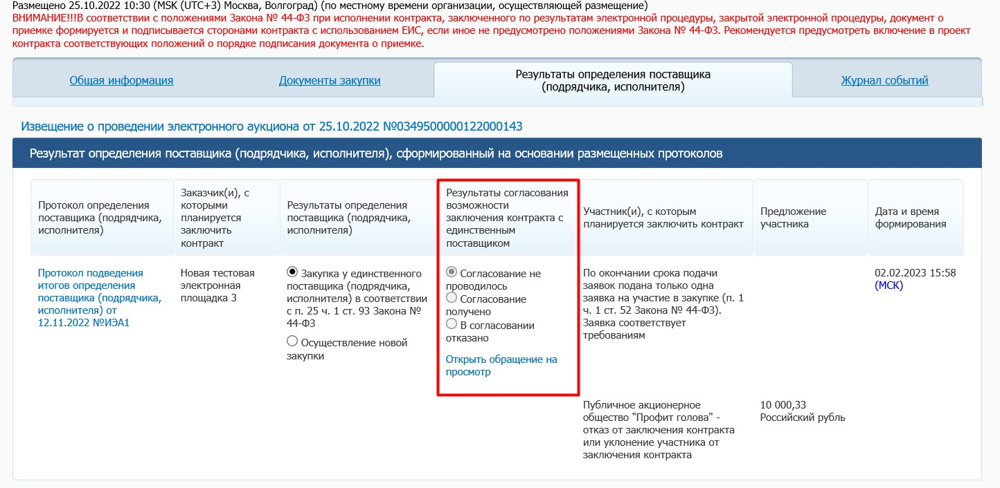 Размещено 25.10.2022 10:30 (MSK (UTC+3) Москва, Волгоград) (по местному времени организации, осуществляющей размещение)
ВНИМАНИЕ!!!В соответствии с положениями Закона № 44-ФЗ при исполнении контракта, заключенного по результатам электронной процедуры, закрытой электронной процедуры, документ о
приемке формируется и подписывается сторонами контракта с использованием ЕИС, если иное не предусмотрено положениями Закона № 44-ФЗ. Рекомендуется предусмотреть включение в проект
контракта соответствующих положений о порядке подписания документа о приемке.
Общая информация
Документы закупки
Результаты определения поставщика
(подрядчика, исполнителя)
Журнал событий
Извещение о проведении электронного аукциона от 25.10.2022 №0349500000122000143
Результат определения поставщика (подрядчика, исполнителя), сформированный на основании размещенных протоколов
Протокол определения
поставщика (подрядчика,
исполнителя)
Заказчик(и), с
которыми
планируется
заключить
контракт
Результаты определения
поставщика (подрядчика,
исполнителя)
Результаты согласования
возможности
заключения контракта с
единственным
поставщиком
Участник(и), с которым
планируется заключить контракт
Предложение
участника
Дата и время
формирования
Протокол подведения
итогов определения
поставщика (подрядчика,
исполнителя) от
12.11.2022 №ИЭА1
Новая тестовая
электронная
площадка 3
Закупка у единственного
поставщика (подрядчика,
исполнителя) в соответствии
с п. 25 ч. 1 ст. 93 Закона №
44-ФЗ
Осуществление новой
закупки
Согласование не
проводилось
Согласование
получено
В согласовании
отказано
Открыть обращение на
просмотр
По окончании срока подачи
заявок подана только одна
заявка на участие в закупке (п. 1
ч. 1 ст. 52 Закона № 44-ФЗ).
Заявка соответствует
требованиям
02.02.2023 15:58
(МСК)
Публичное акционерное
общество "Профит голова" -
отказ от заключения контракта
или уклонение участника от
заключения контракта
10 000,33
Российский рубль